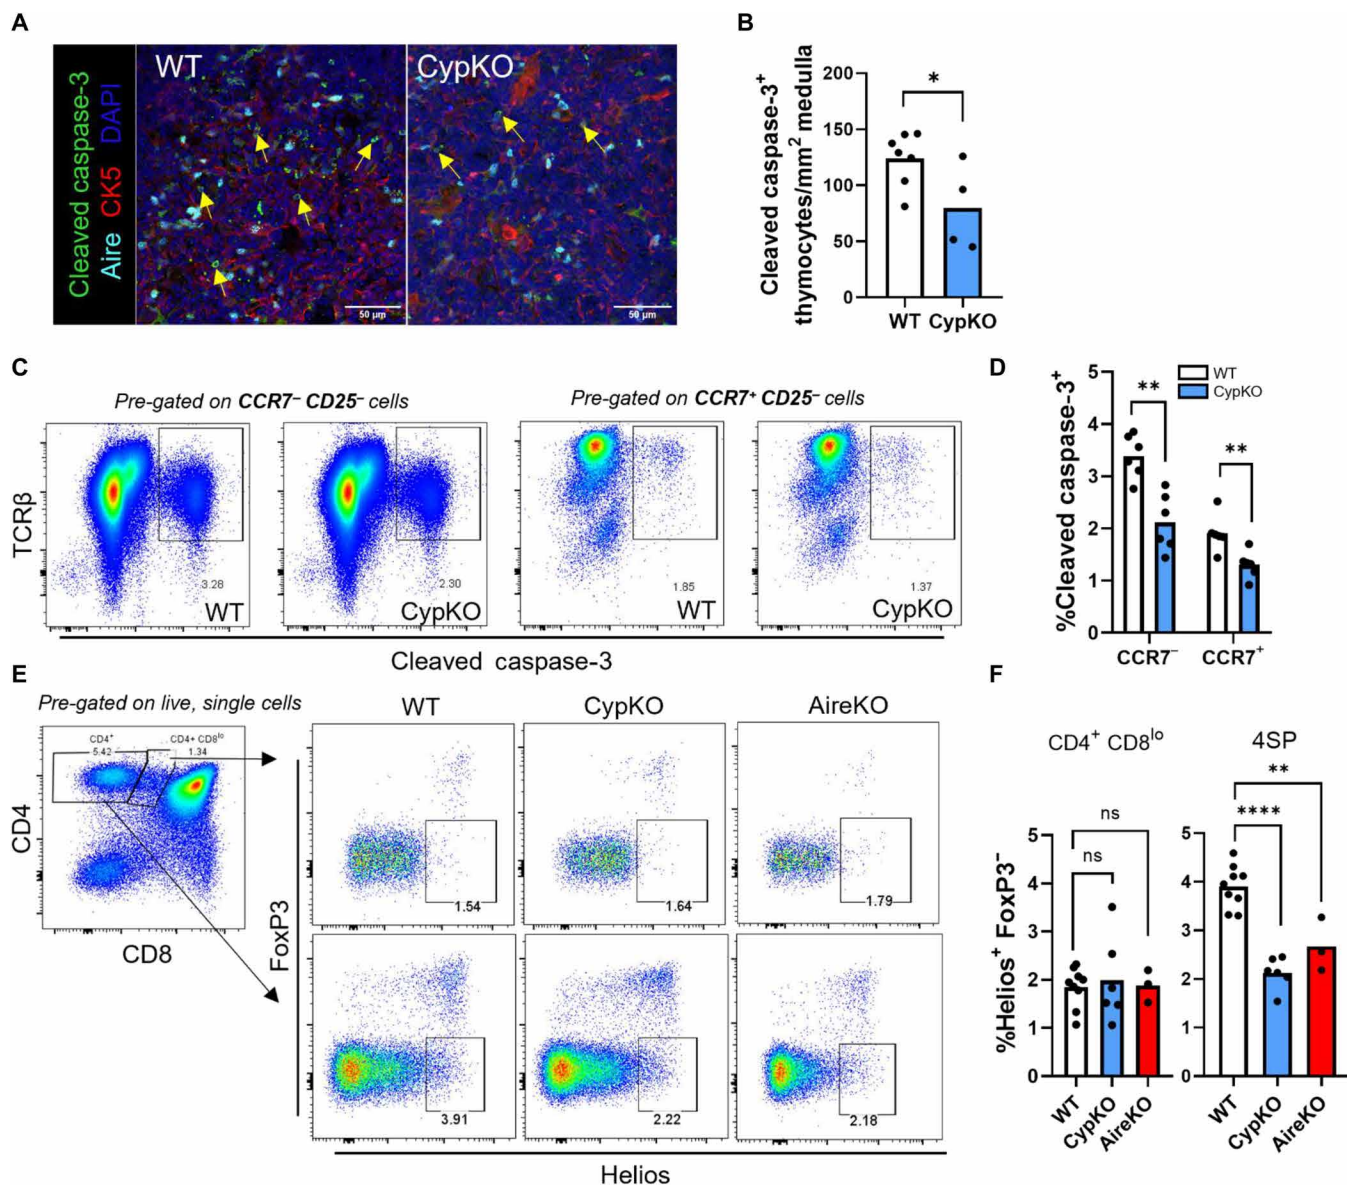 A
Cleaved caspase-3
Aire CK5 DAPI
WT
CypKO
50 µm
50 µm
B
Cleaved caspase-3⁺
thymocytes/mm² medulla
200
150
100
50
0
*
WT CypKO
C
Pre-gated on CCR7⁻ CD25⁻ cells
Pre-gated on CCR7⁺ CD25⁻ cells
TCRβ
3.28
WT
2.30
CypKO
1.85
WT
1.37
CypKO
Cleaved caspase-3
D
%Cleaved caspase-3⁺
5
4
3
2
1
0
WT
CypKO
**
**
CCR7⁻
CCR7⁺
E
Pre-gated on live, single cells
CD4⁺
5.42
CD4+ CD8ˡᵒ
1.34
CD4
CD8
WT
CypKO
AireKO
FoxP3
1.54
1.64
1.79
3.91
2.22
2.18
Helios
F
CD4⁺ CD8ˡᵒ
%Helios⁺ FoxP3⁻
5
4
3
2
1
0
ns
ns
WT
CypKO
AireKO
4SP
**
****
5
4
3
2
1
0
WT
CypKO
AireKO